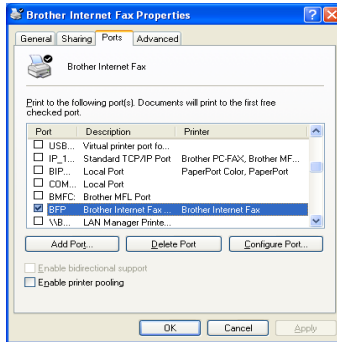 Brother Internet Fax Properties
General Sharing Ports Advanced
Brother Internet Fax
Print to the following port(s). Documents will print to the first free
checked port.
Port Description Printer
USB... Virtual printer port fo...
IP_1... Standard TCP/IP Port Brother PC-FAX, Brother MF...
BIP... Local Port PaperPort Color, PaperPort
COM... Local Port
BMFC: Brother MFL Port
BFP Brother Internet Fax ... Brother Internet Fax
\\B... LAN Manager Printe...
Add Port... Delete Port Configure Port...
Enable bidirectional support
Enable printer pooling
OK Cancel Apply